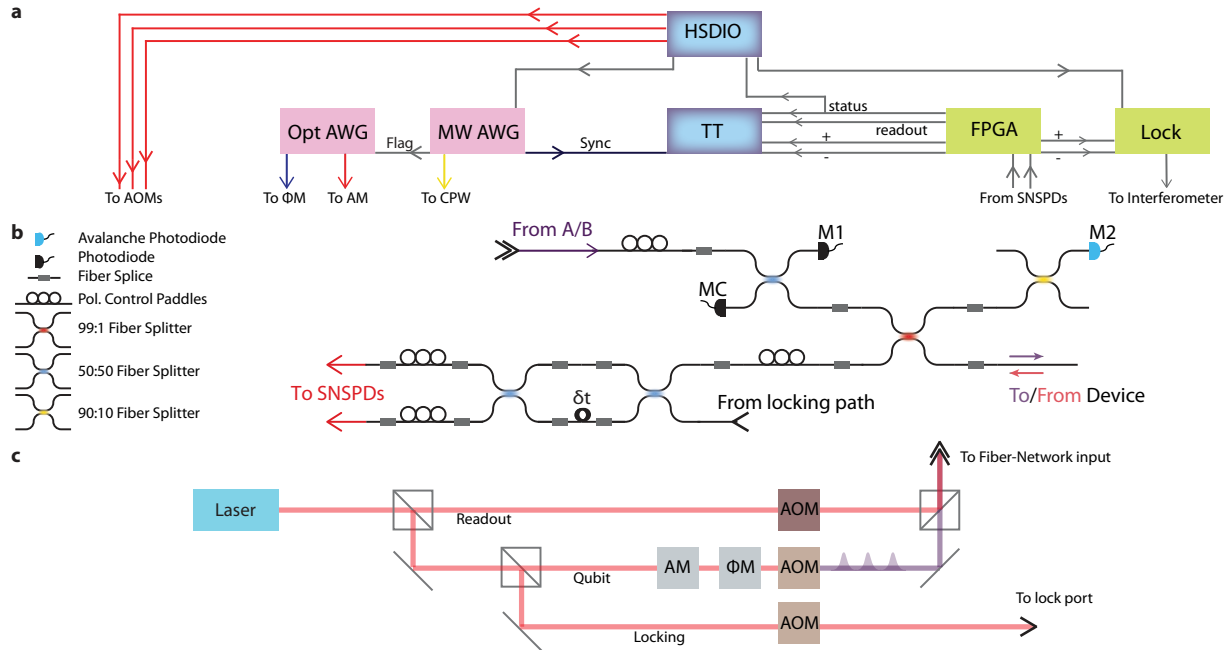 a
HSDIO
Opt AWG
Flag
MW AWG
Sync
TT
status
readout
+
-
FPGA
+
-
Lock
To AOMs
To ΦM
To AM
To CPW
From SNSPDs
To Interferometer
b
Avalanche Photodiode
Photodiode
Fiber Splice
Pol. Control Paddles
99:1 Fiber Splitter
50:50 Fiber Splitter
90:10 Fiber Splitter
From A/B
M1
M2
MC
To SNSPDs
δt
From locking path
To/From Device
c
To Fiber-Network input
Laser
Readout
AOM
Qubit
AM
ΦM
AOM
To lock port
Locking
AOM